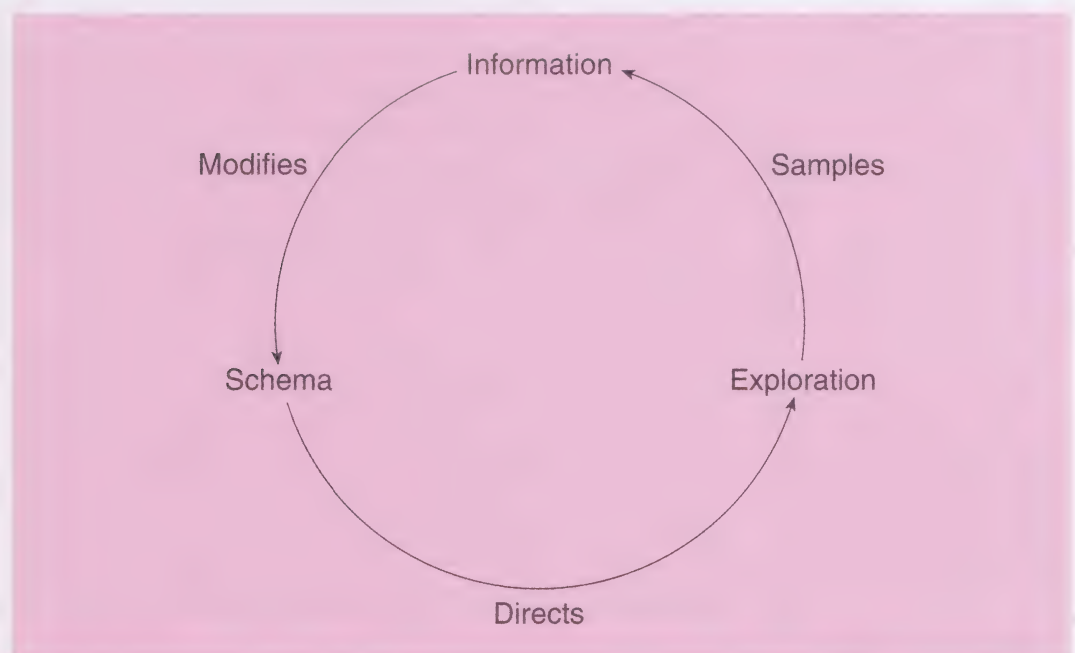 Information
Modifies
Samples
Schema
Exploration
Directs